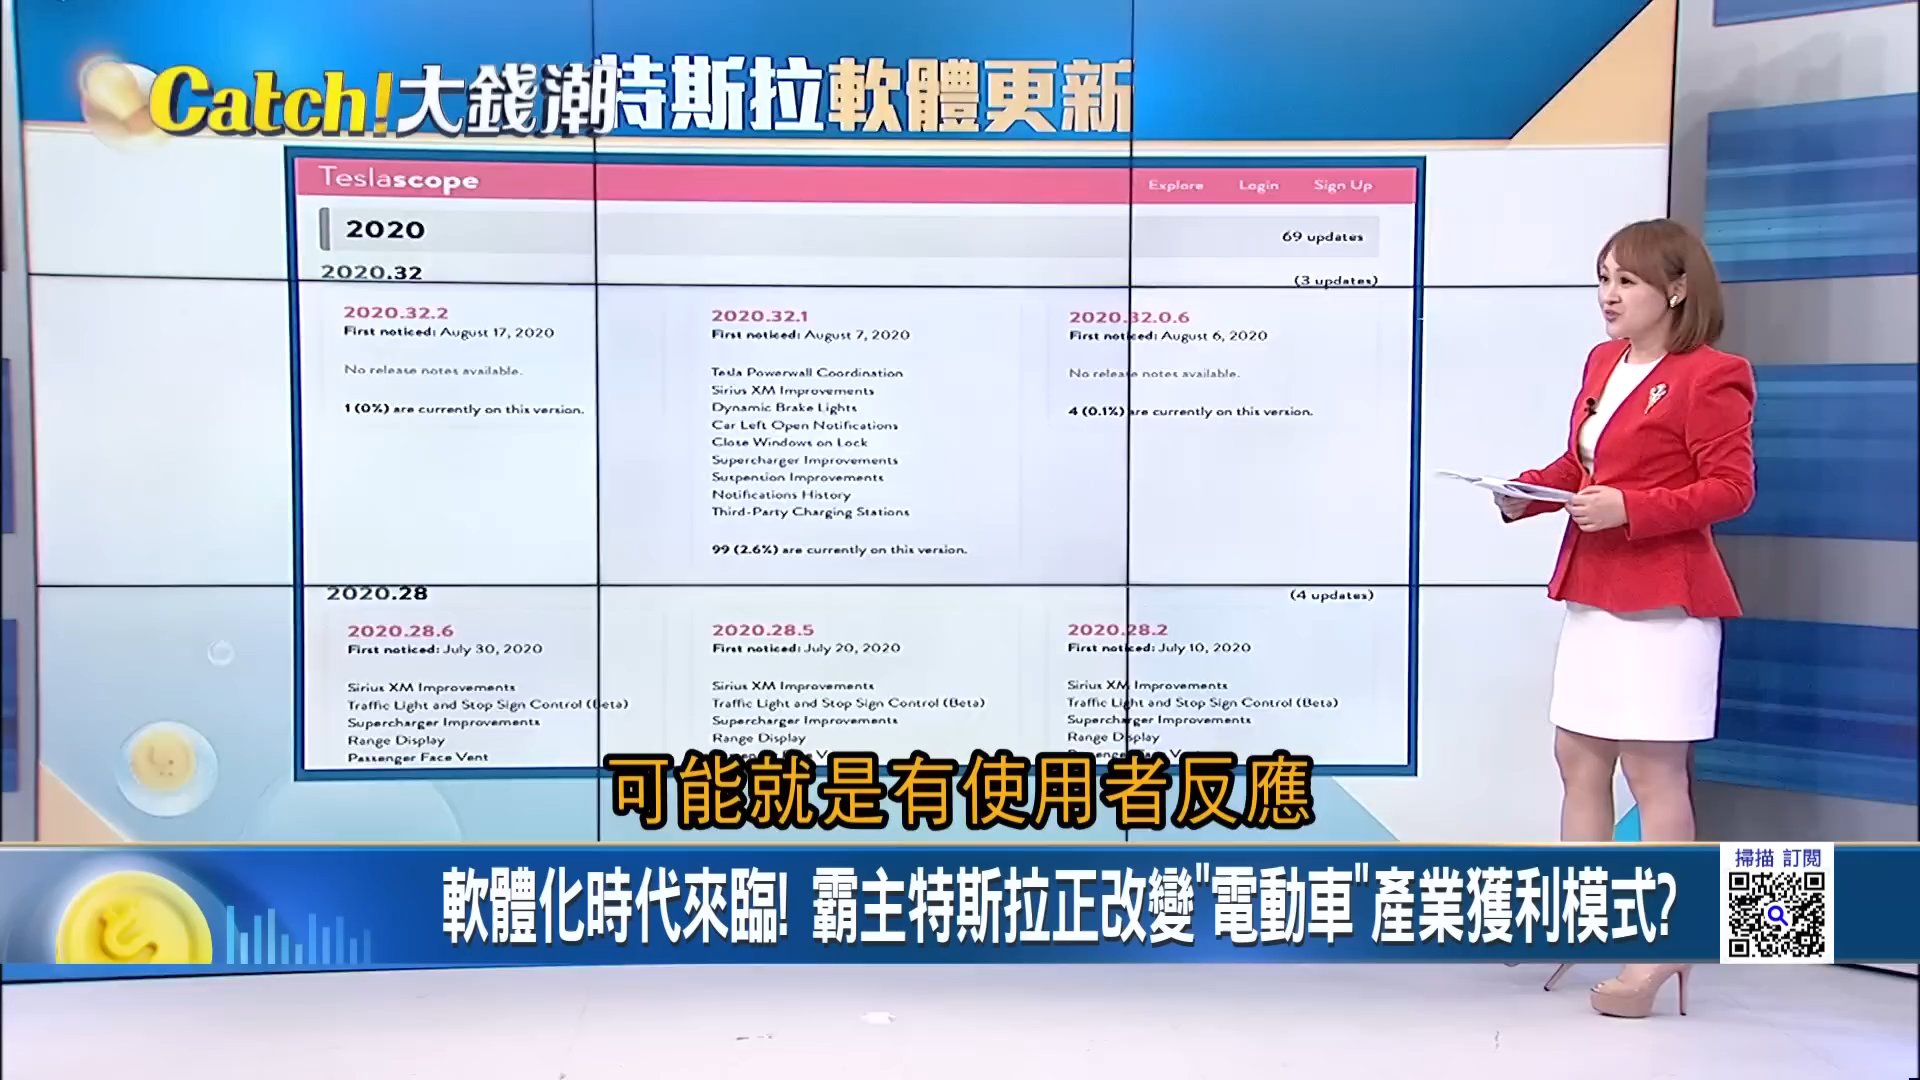 Catch!大錢潮
特斯拉軟體更新
Teslascope
Explore Login Sign Up
2020
69 updates
2020.32
(3 updates)
2020.32.2
First noticed: August 17, 2020
No release notes available.
1 (0%) are currently on this version.
2020.32.1
First noticed: August 7, 2020
Tesla Powerwall Coordination
Sirius XM Improvements
Dynamic Brake Lights
Car Left Open Notifications
Close Windows on Lock
Supercharger Improvements
Suspension Improvements
Notifications History
Third-Party Charging Stations
99 (2.6%) are currently on this version.
2020.32.0.6
First noticed: August 6, 2020
No release notes available.
4 (0.1%) are currently on this version.
2020.28
(4 updates)
2020.28.6
First noticed: July 30, 2020
Sirius XM Improvements
Traffic Light and Stop Sign Control (Beta)
Supercharger Improvements
Range Display
Passenger Face Vent
2020.28.5
First noticed: July 20, 2020
Sirius XM Improvements
Traffic Light and Stop Sign Control (Beta)
Supercharger Improvements
Range Display
2020.28.2
First noticed: July 10, 2020
Sirius XM Improvements
Traffic Light and Stop Sign Control (Beta)
Supercharger Improvements
Range Display
可能就是有使用者反應
軟體化時代來臨! 霸主特斯拉正改變"電動車"產業獲利模式?
掃描 訂閱